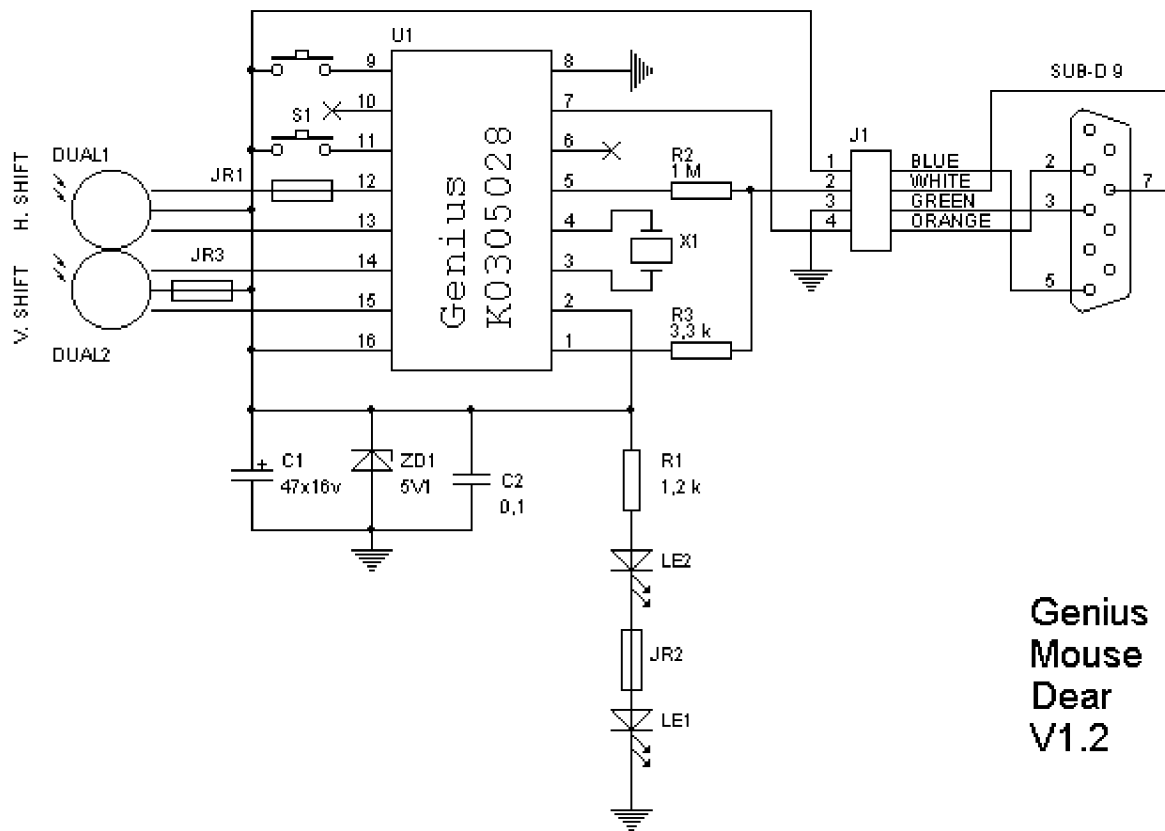 U1
9
8
SUB-D 9
10
7
S1
J1
11
6
R2
1 M
DUAL1
H. SHIFT
JR1
12
5
1
BLUE
2
2
WHITE
7
3
GREEN
3
4
ORANGE
13
4
X1
JR3
14
3
5
V. SHIFT
15
2
R3
3,3 k
DUAL2
16
1
Genius
KO305028
C1
47x16v
ZD1
5V1
C2
0,1
R1
1,2 k
LE2
JR2
LE1
Genius
Mouse
Dear
V1.2